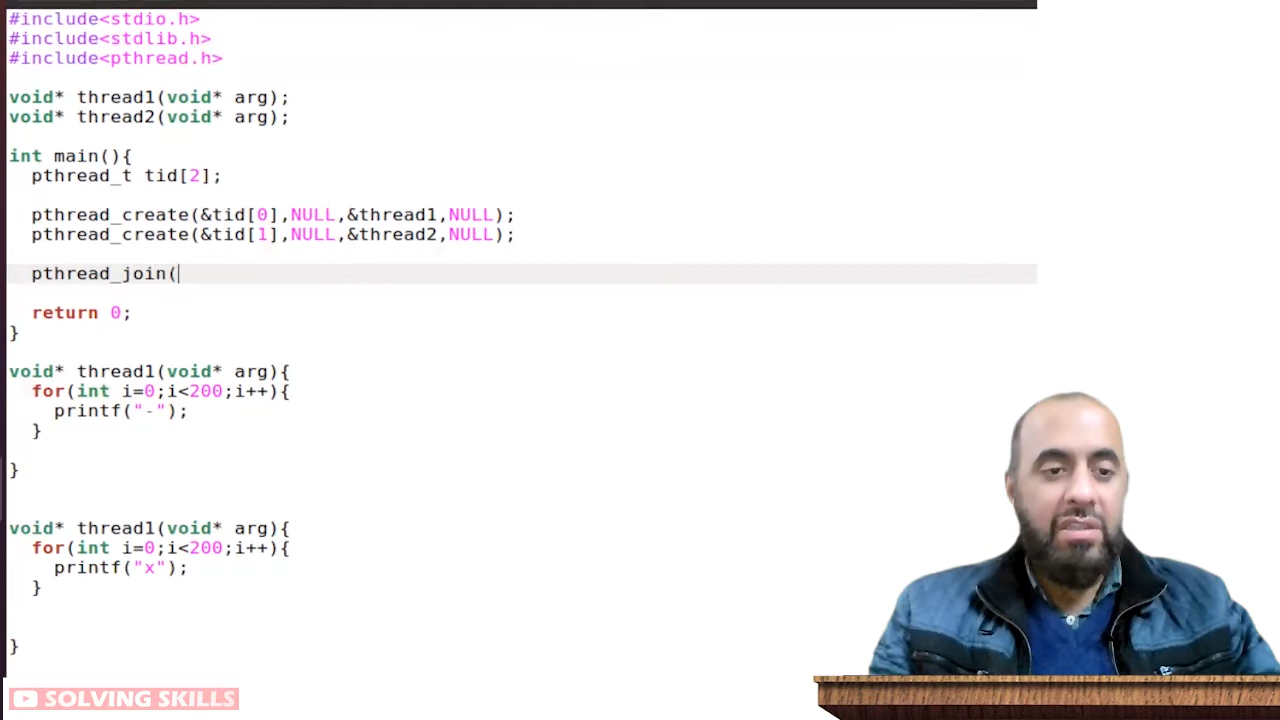 #include<stdio.h>
#include<stdlib.h>
#include<pthread.h>
void* thread1(void* arg);
void* thread2(void* arg);
int main(){
pthread_t tid[2];
pthread_create(&tid[0],NULL,&thread1,NULL);
pthread_create(&tid[1],NULL,&thread2,NULL);
pthread_join(
return 0;
}
void* thread1(void* arg){
for(int i=0;i<200;i++){
printf("-");
}
}
void* thread1(void* arg){
for(int i=0;i<200;i++){
printf("x");
}
}
SOLVING SKILLS